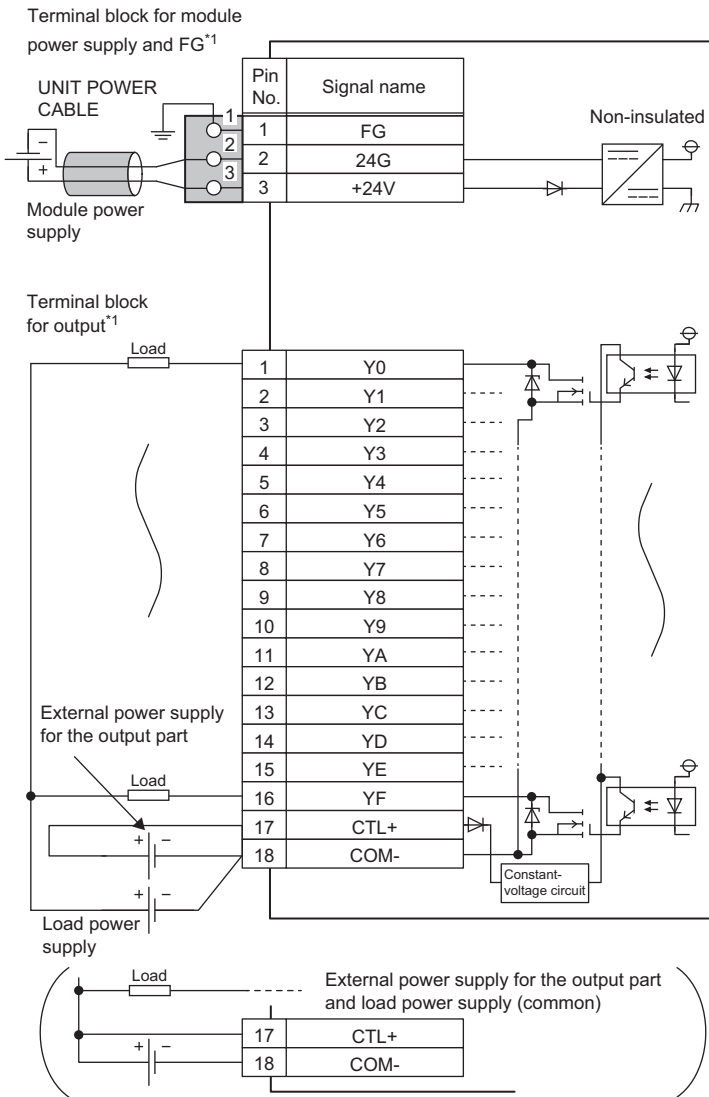 Terminal block for module
power supply and FG*1
UNIT POWER
CABLE
Pin No. Signal name
Non-insulated
1
2
3
1 FG
2 24G
3 +24V
−
+
Module power
supply
Terminal block
for output*1
Load
1 Y0
2 Y1
3 Y2
4 Y3
5 Y4
6 Y5
7 Y6
8 Y7
9 Y8
10 Y9
11 YA
12 YB
13 YC
14 YD
15 YE
16 YF
17 CTL+
18 COM-
External power supply
for the output part
Load
+ −
+ −
Load power
supply
Constant-
voltage circuit
Load
External power supply for the output part
and load power supply (common)
+ −
17 CTL+
18 COM-